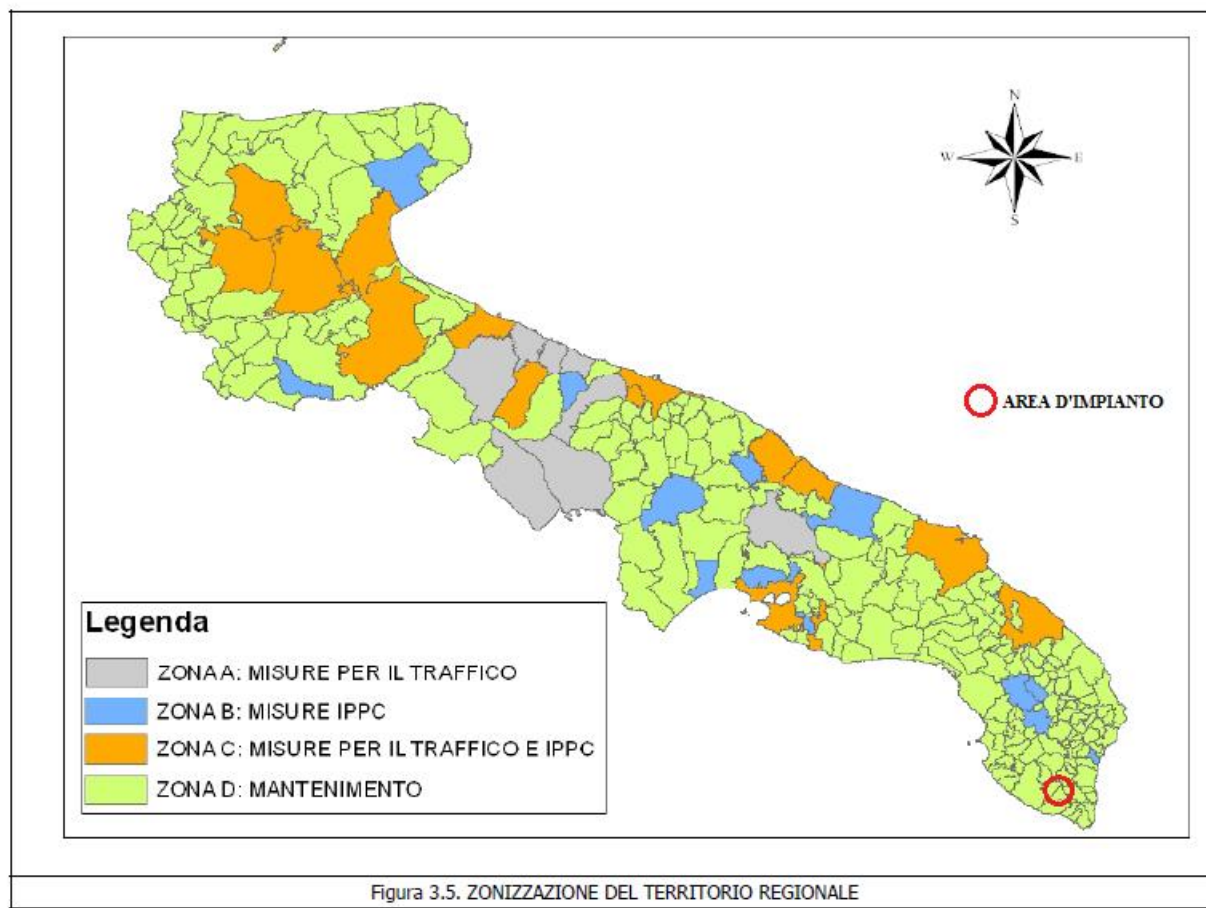 N
W E
S
AREA D'IMPIANTO
Legenda
ZONA A: MISURE PER IL TRAFFICO
ZONA B: MISURE IPPC
ZONA C: MISURE PER IL TRAFFICO E IPPC
ZONA D: MANTENIMENTO
Figura 3.5. ZONIZZAZIONE DEL TERRITORIO REGIONALE